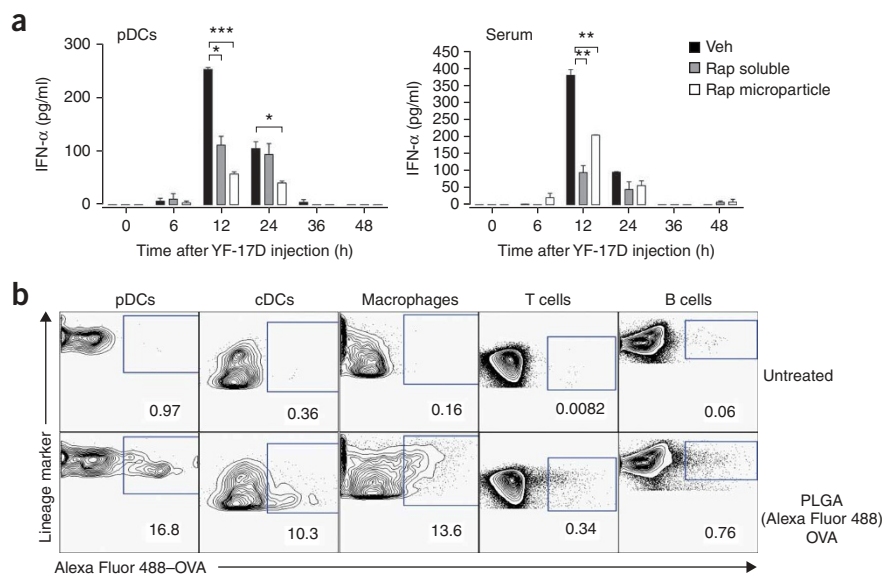 a
pDCs
IFN-α (pg/ml)
300
200
100
0
***
*
*
0 6 12 24 36 48
Time after YF-17D injection (h)
Serum
IFN-α (pg/ml)
450
400
350
300
250
200
150
100
50
0
**
**
0 6 12 24 36 48
Time after YF-17D injection (h)
Veh
Rap soluble
Rap microparticle
b
pDCs cDCs Macrophages T cells B cells
Lineage marker
0.97 0.36 0.16 0.0082 0.06
Untreated
16.8 10.3 13.6 0.34 0.76
PLGA
(Alexa Fluor 488)
OVA
Alexa Fluor 488–OVA